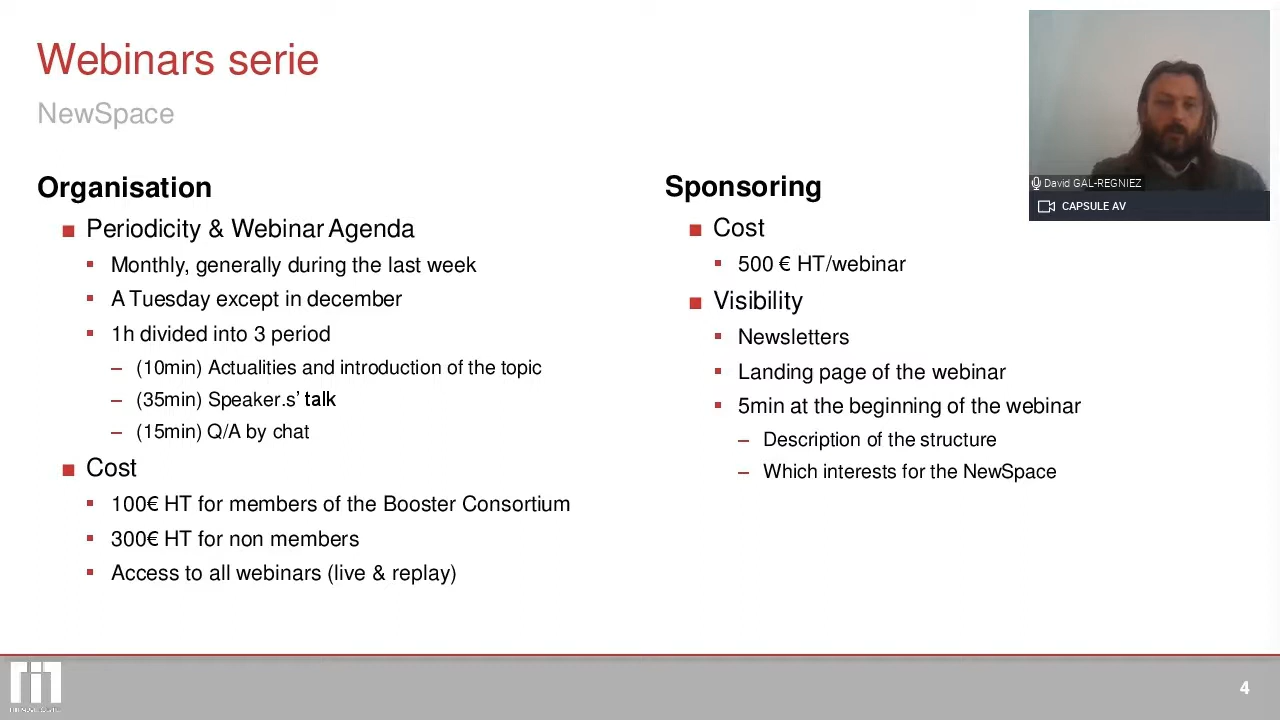 Webinars serie
NewSpace
Organisation
Periodicity & Webinar Agenda
Monthly, generally during the last week
A Tuesday except in december
1h divided into 3 period
(10min) Actualities and introduction of the topic
(35min) Speaker.s’ talk
(15min) Q/A by chat
Cost
100€ HT for members of the Booster Consortium
300€ HT for non members
Access to all webinars (live & replay)
Sponsoring
Cost
500 € HT/webinar
Visibility
Newsletters
Landing page of the webinar
5min at the beginning of the webinar
Description of the structure
Which interests for the NewSpace
David GAL-REGNIEZ
CAPSULE AV
4